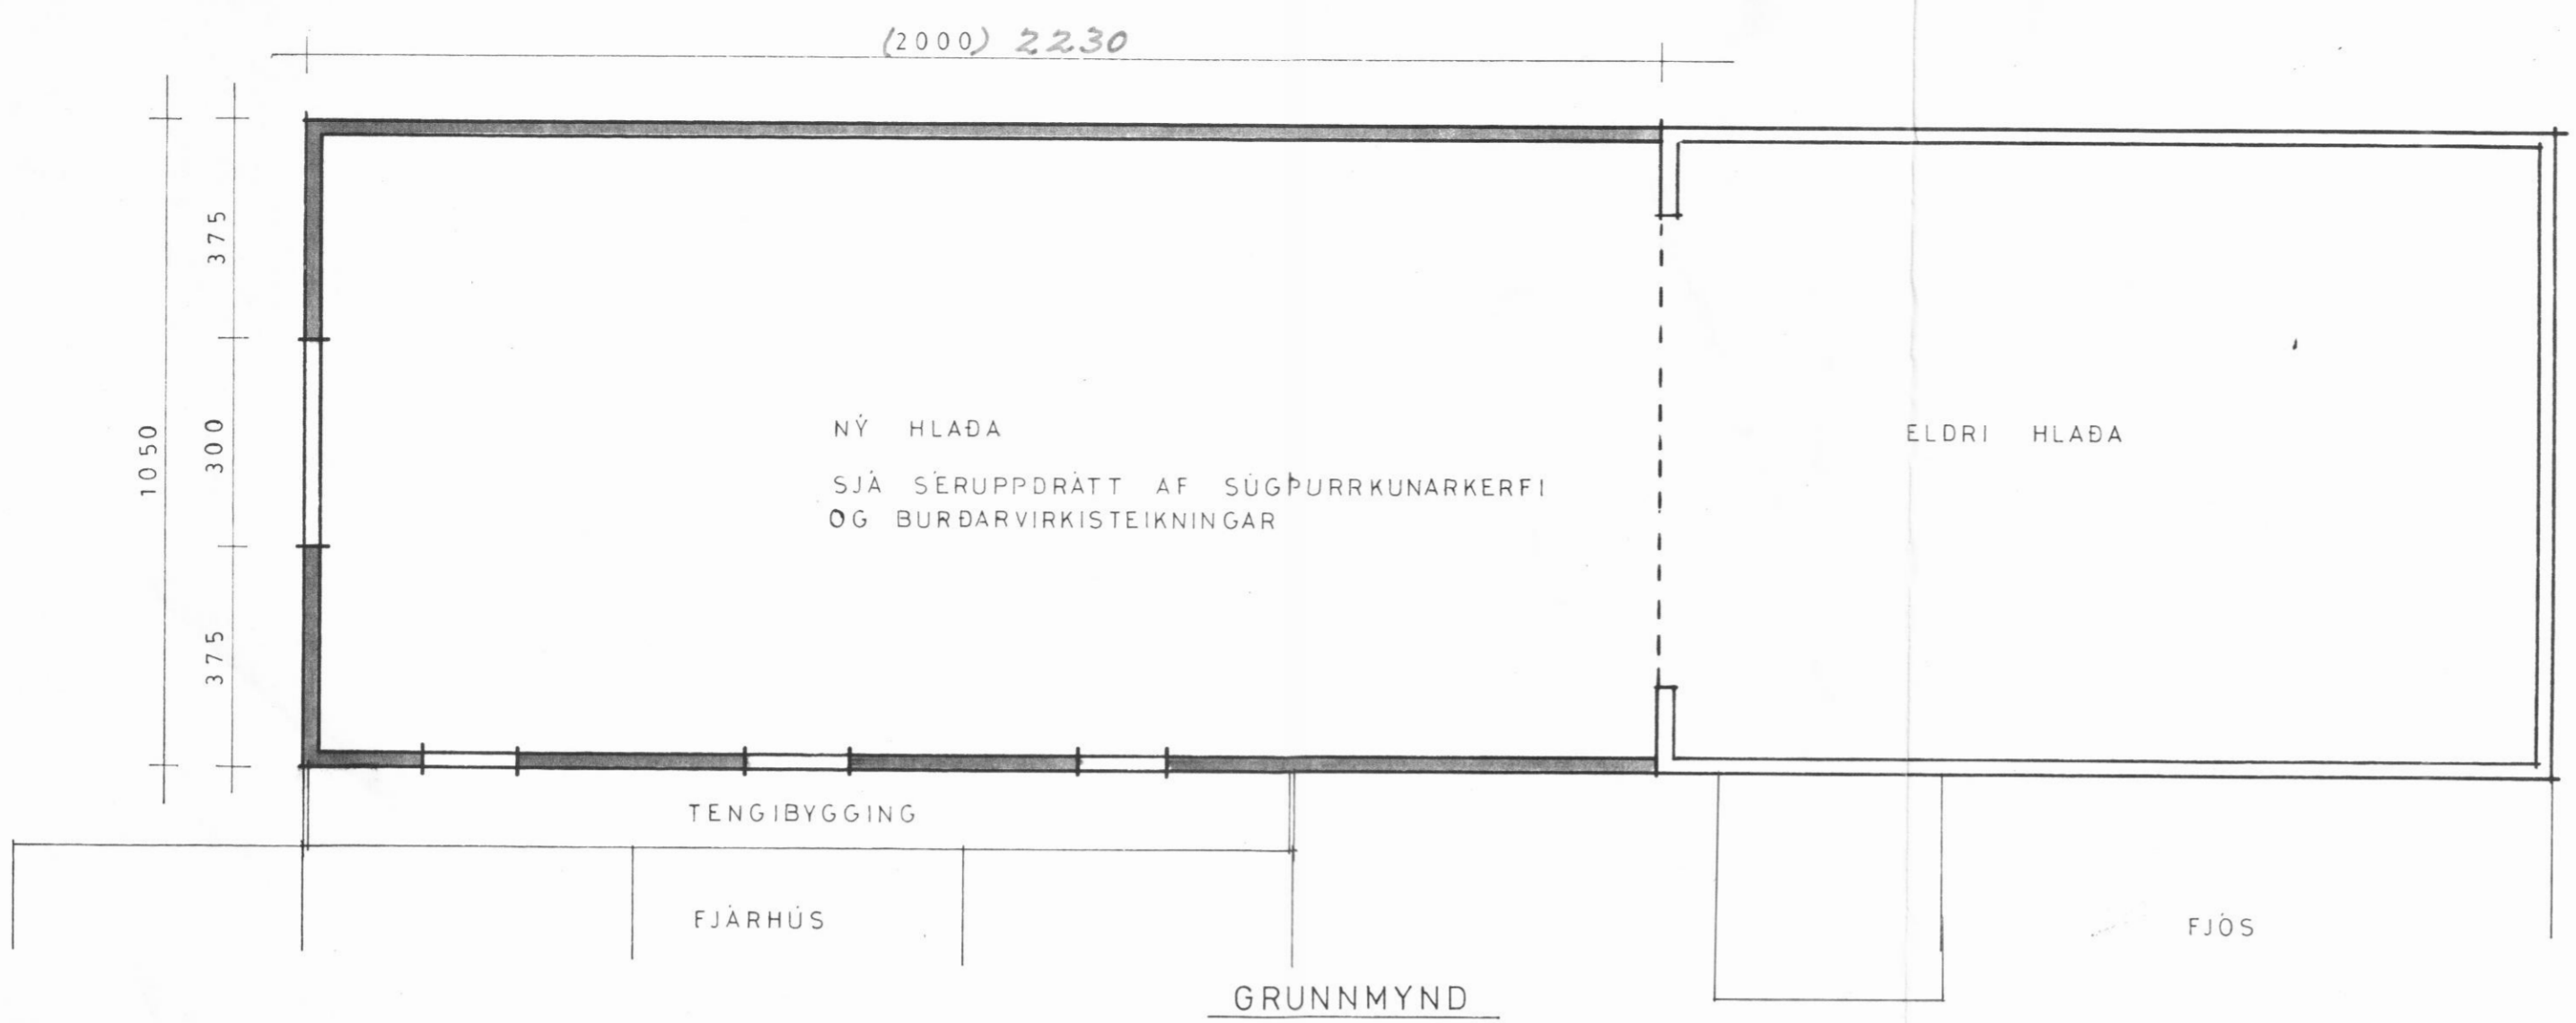 (2000) 2230
375
1050
300
375
NÝ HLAÐA
SJÁ SÉRUPPDRÁTT AF SÚGÞURRKUNARKERFI
OG BURÐARVIRKISTEIKNINGAR
ELDRI HLAÐA
TENGIBYGGING
FJÁRHÚS
FJÓS
GRUNNMYND